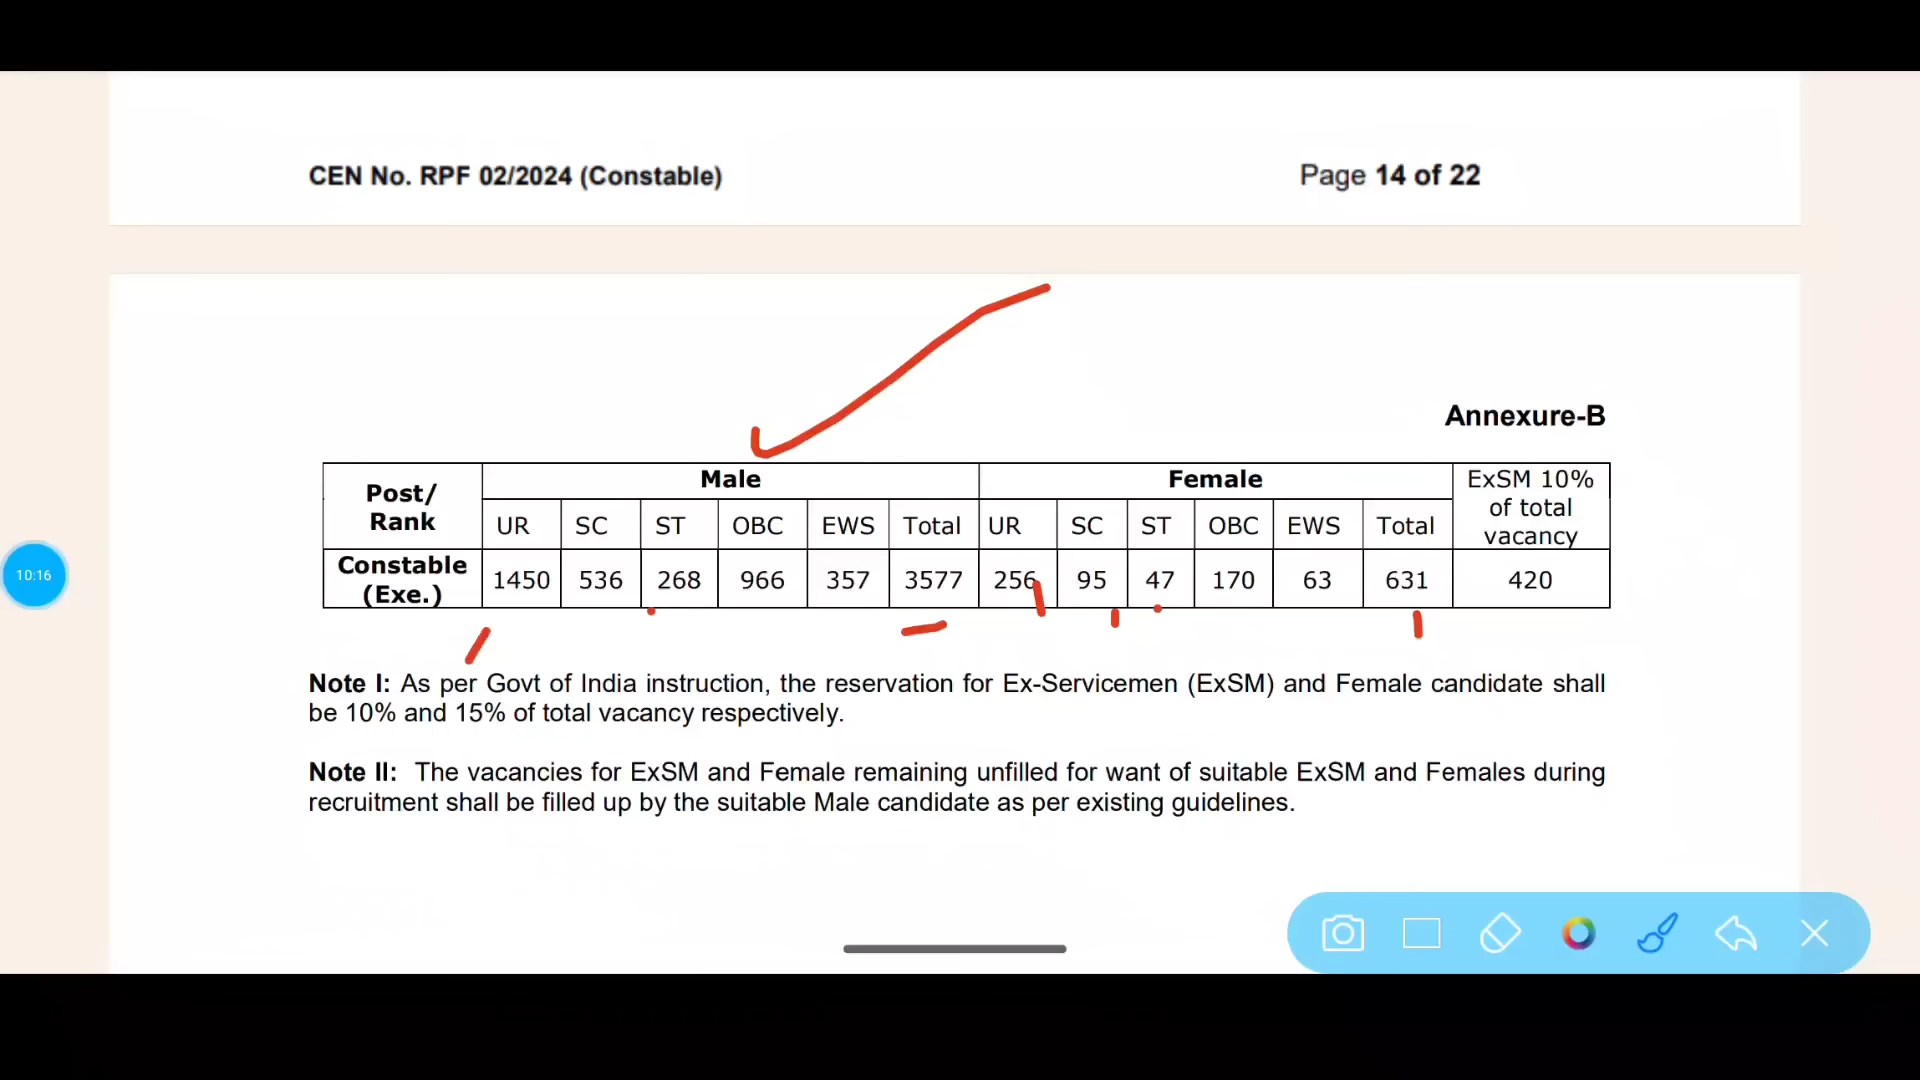 CEN No. RPF 02/2024 (Constable) Page 14 of 22
Annexure-B
Post/ Rank Male Female ExSM 10% of total vacancy
UR SC ST OBC EWS Total UR SC ST OBC EWS Total
Constable (Exe.) 1450 536 268 966 357 3577 256 95 47 170 63 631 420
10:16
Note I: As per Govt of India instruction, the reservation for Ex-Servicemen (ExSM) and Female candidate shall
be 10% and 15% of total vacancy respectively.
Note II: The vacancies for ExSM and Female remaining unfilled for want of suitable ExSM and Females during
recruitment shall be filled up by the suitable Male candidate as per existing guidelines.